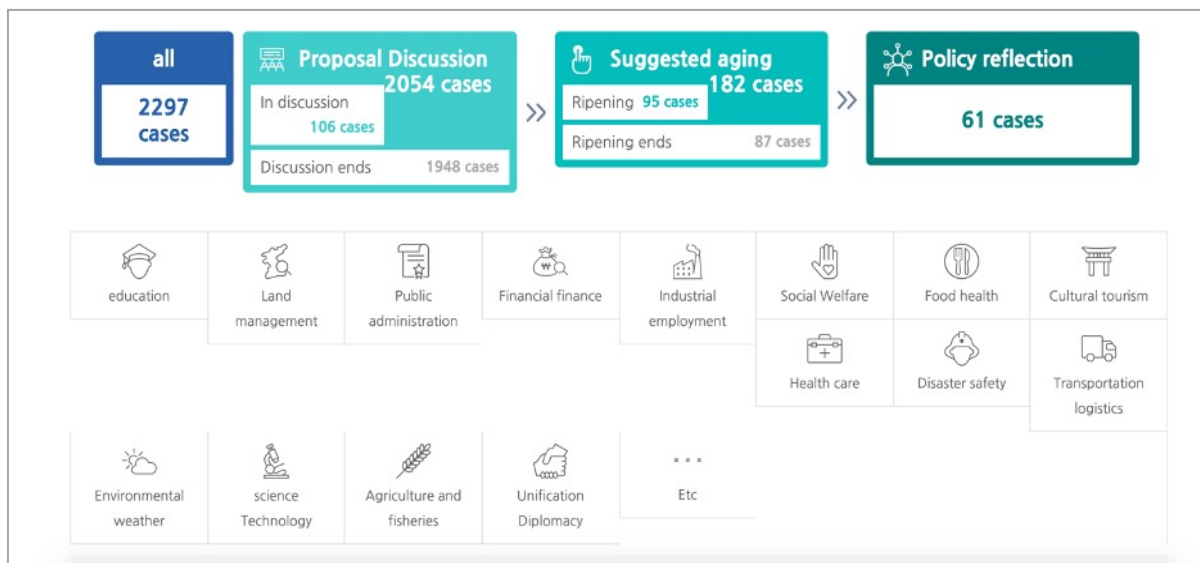 all
2297
cases
Proposal Discussion
2054 cases
In discussion
106 cases
Discussion ends 1948 cases
Suggested aging
182 cases
Ripening 95 cases
Ripening ends 87 cases
Policy reflection
61 cases
education
Land
management
Public
administration
Financial finance
Industrial
employment
Social Welfare
Food health
Cultural tourism
Health care
Disaster safety
Transportation
logistics
Environmental
weather
science
Technology
Agriculture and
fisheries
Unification
Diplomacy
...
Etc